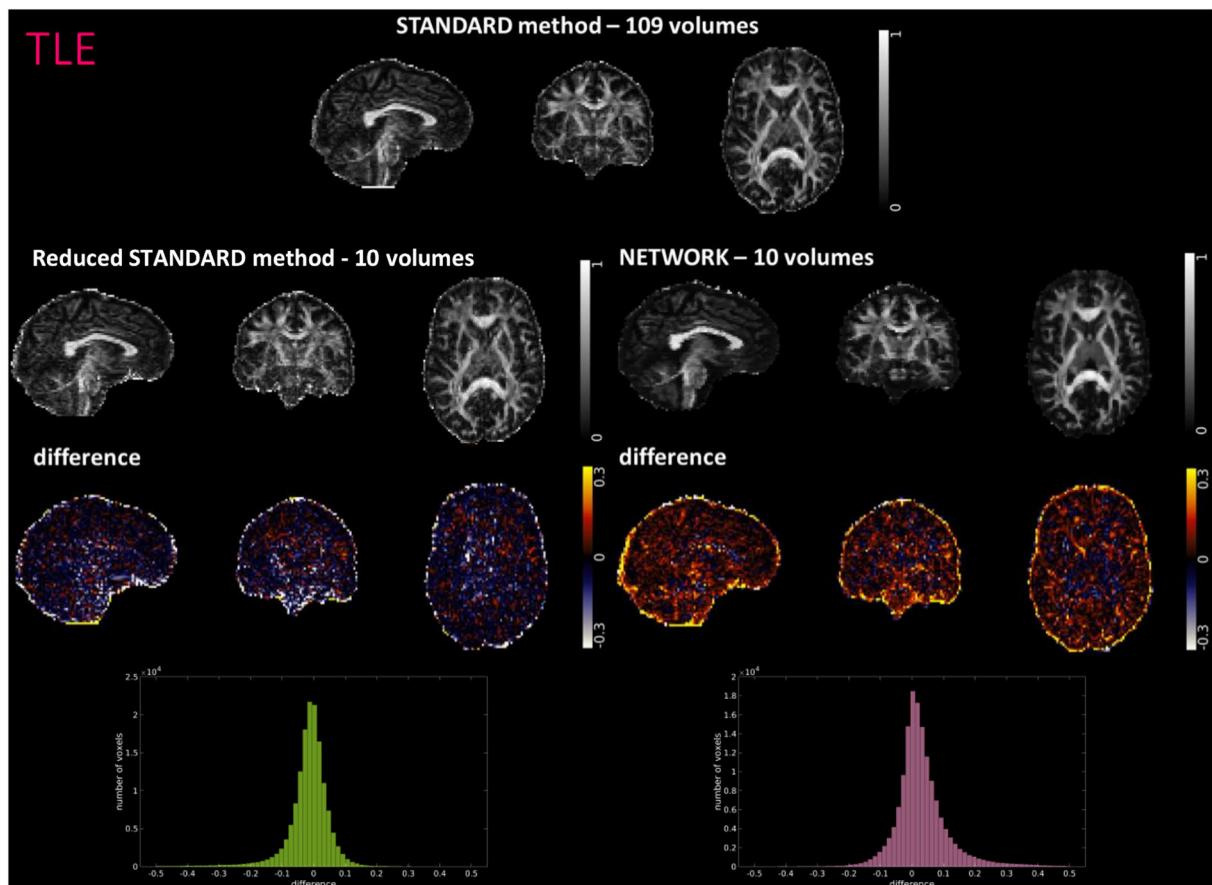 TLE
STANDARD method – 109 volumes
1
0
Reduced STANDARD method - 10 volumes
1
0
NETWORK – 10 volumes
1
0
difference
0.3
0
-0.3
difference
0.3
0
-0.3
×10⁴
2.5
2
1.5
1
0.5
0
number of voxels
-0.5 -0.4 -0.3 -0.2 -0.1 0 0.1 0.2 0.3 0.4 0.5
difference
×10⁴
2
1.8
1.6
1.4
1.2
1
0.8
0.6
0.4
0.2
0
number of voxels
-0.5 -0.4 -0.3 -0.2 -0.1 0 0.1 0.2 0.3 0.4 0.5
difference